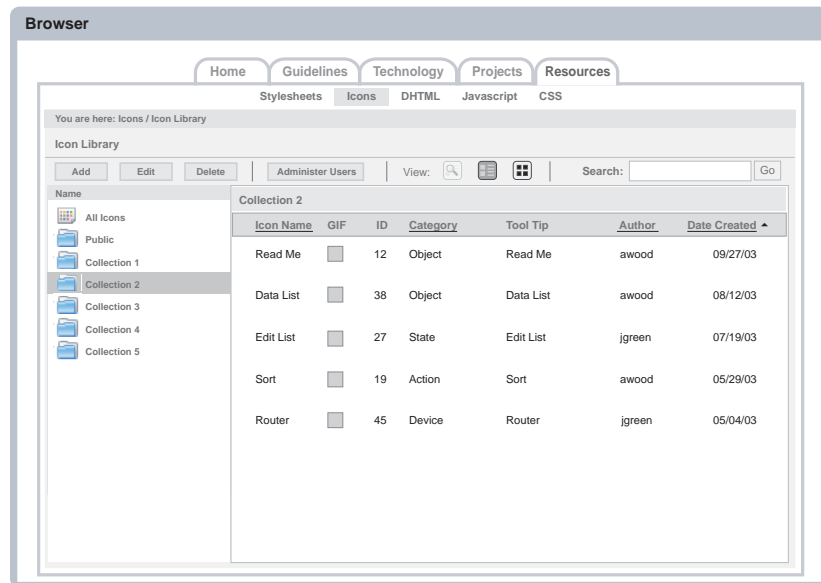 Browser
Home Guidelines Technology Projects Resources
Stylesheets Icons DHTML Javascript CSS
You are here: Icons / Icon Library
Icon Library
Add Edit Delete Administer Users View: Search: Go
Name
All Icons
Public
Collection 1
Collection 2
Collection 3
Collection 4
Collection 5
Collection 2
Icon Name GIF ID Category Tool Tip Author Date Created
Read Me 12 Object Read Me awood 09/27/03
Data List 38 Object Data List awood 08/12/03
Edit List 27 State Edit List jgreen 07/19/03
Sort 19 Action Sort awood 05/29/03
Router 45 Device Router jgreen 05/04/03